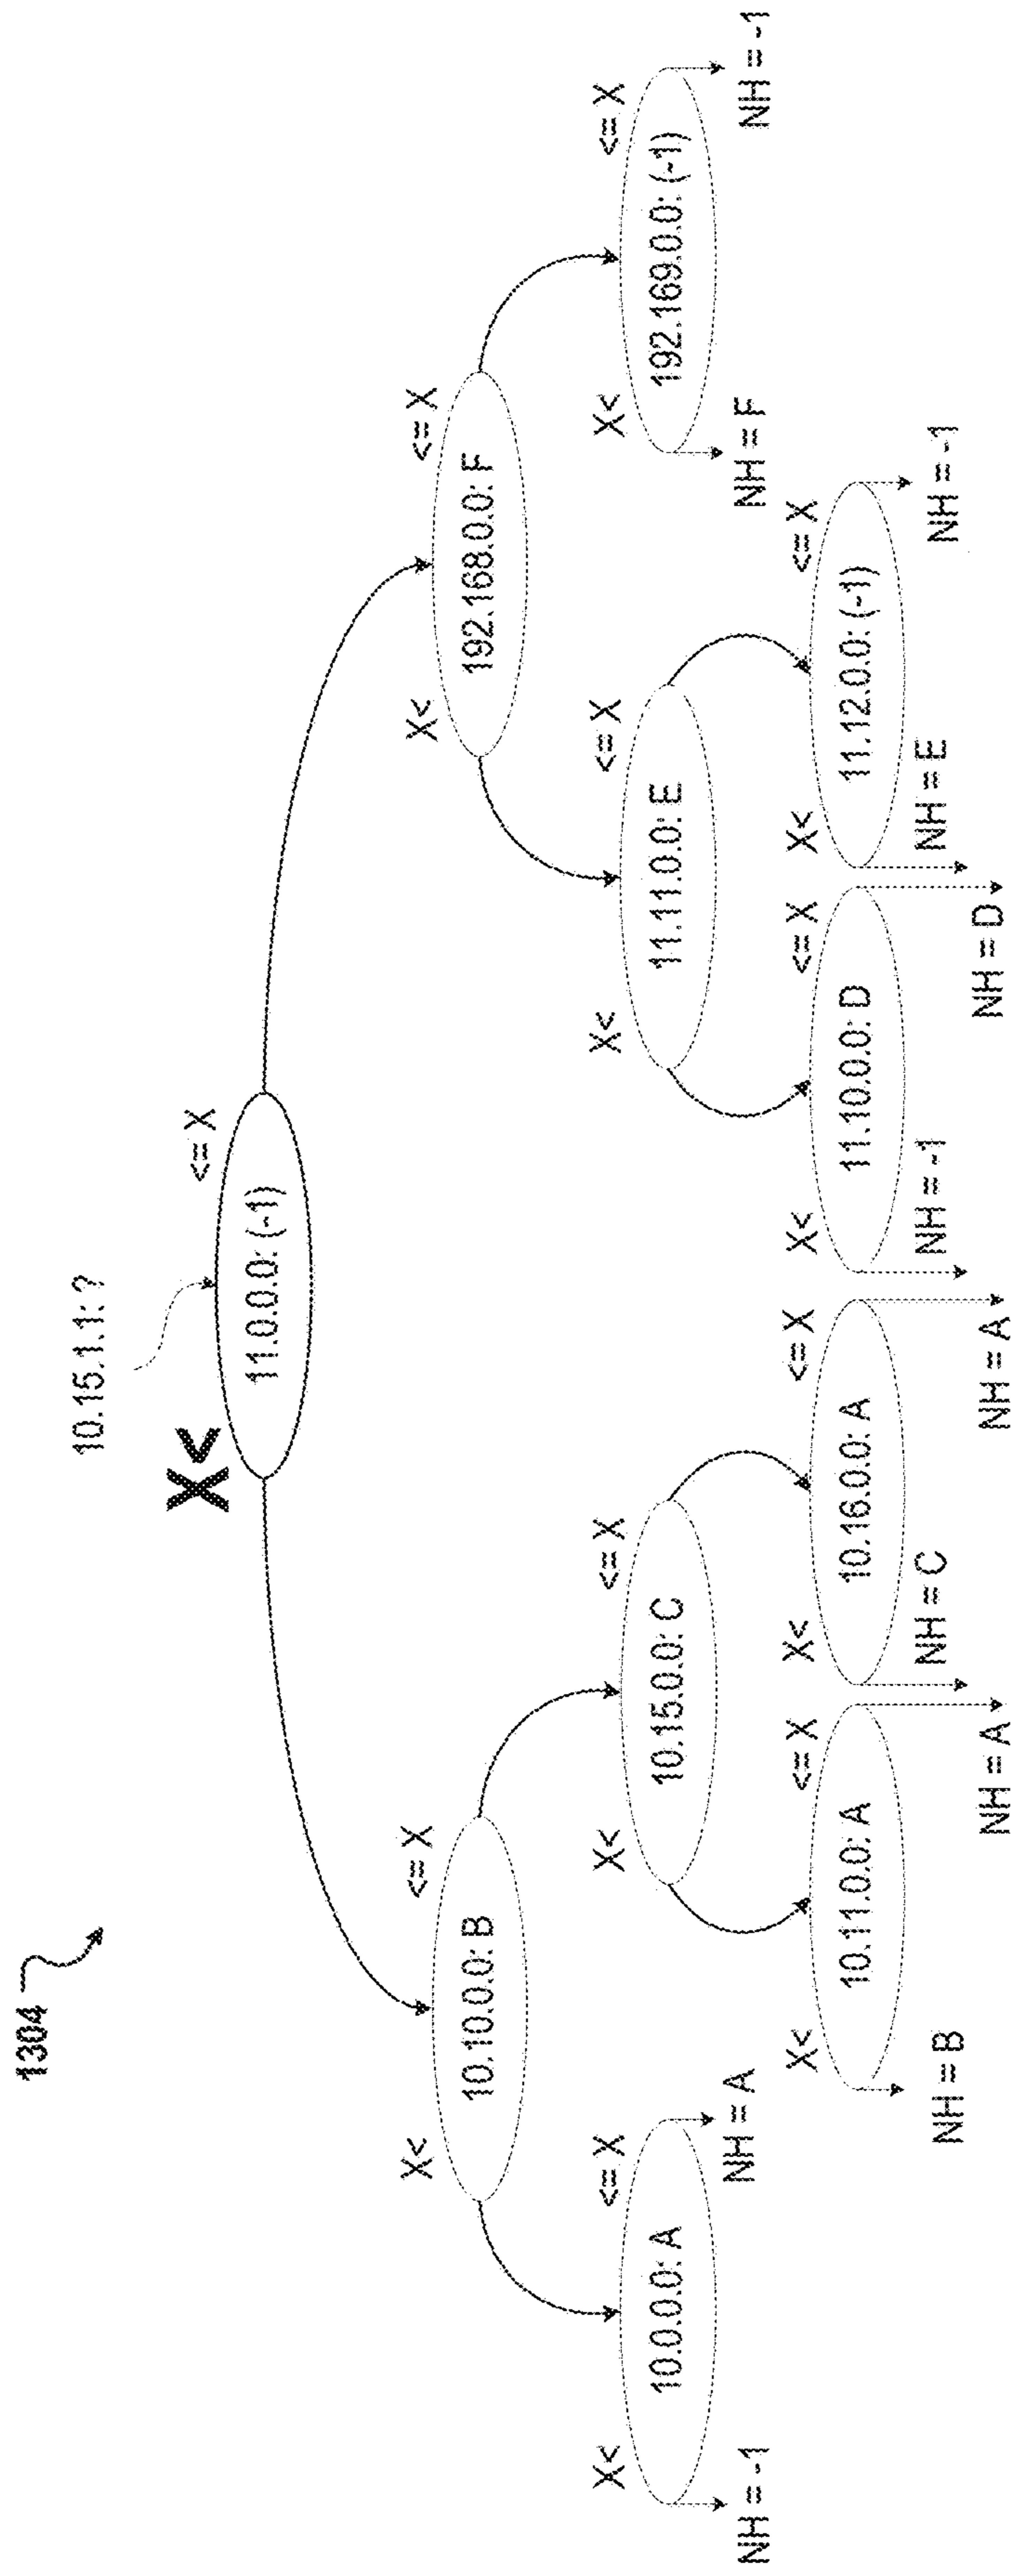 1304
10.15.1.1: ?
X<
<= X
11.0.0.0: (-1)
X<
<= X
10.10.0.0: B
X<
<= X
192.168.0.0: F
X<
<= X
10.0.0.0: A
NH = -1
NH = A
X<
<= X
10.15.0.0: C
X<
<= X
11.11.0.0: E
X<
<= X
192.169.0.0: (-1)
NH = F
NH = -1
X<
<= X
10.11.0.0: A
NH = B
NH = A
X<
<= X
10.16.0.0: A
NH = C
NH = A
X<
<= X
11.10.0.0: D
NH = -1
NH = D
X<
<= X
11.12.0.0: (-1)
NH = E
NH = -1